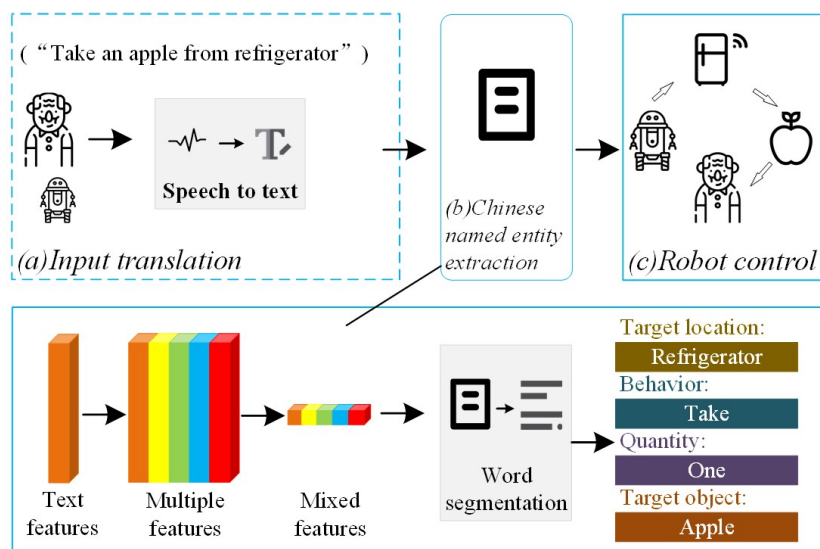 (“Take an apple from refrigerator”)
T
Speech to text
(a)Input translation
(b)Chinese
named entity
extraction
(c)Robot control
Text
features
Multiple
features
Mixed
features
Word
segmentation
Target location:
Refrigerator
Behavior:
Take
Quantity:
One
Target object:
Apple